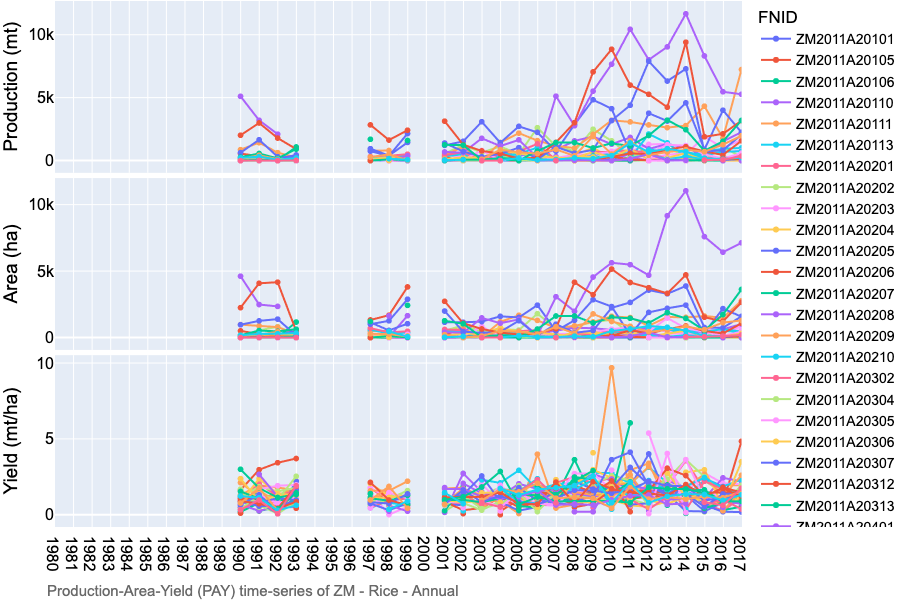 FNID
ZM2011A20101
ZM2011A20105
ZM2011A20106
ZM2011A20110
ZM2011A20111
ZM2011A20113
ZM2011A20201
ZM2011A20202
ZM2011A20203
ZM2011A20204
ZM2011A20205
ZM2011A20206
ZM2011A20207
ZM2011A20208
ZM2011A20209
ZM2011A20210
ZM2011A20302
ZM2011A20304
ZM2011A20305
ZM2011A20306
ZM2011A20307
ZM2011A20312
ZM2011A20313
ZM2011A20401
Production (mt)
10k
5k
0
Area (ha)
10k
5k
0
Yield (mt/ha)
10
5
0
1980
1981
1982
1983
1984
1985
1986
1987
1988
1989
1990
1991
1992
1993
1994
1995
1996
1997
1998
1999
2000
2001
2002
2003
2004
2005
2006
2007
2008
2009
2010
2011
2012
2013
2014
2015
2016
2017
Production-Area-Yield (PAY) time-series of ZM - Rice - Annual